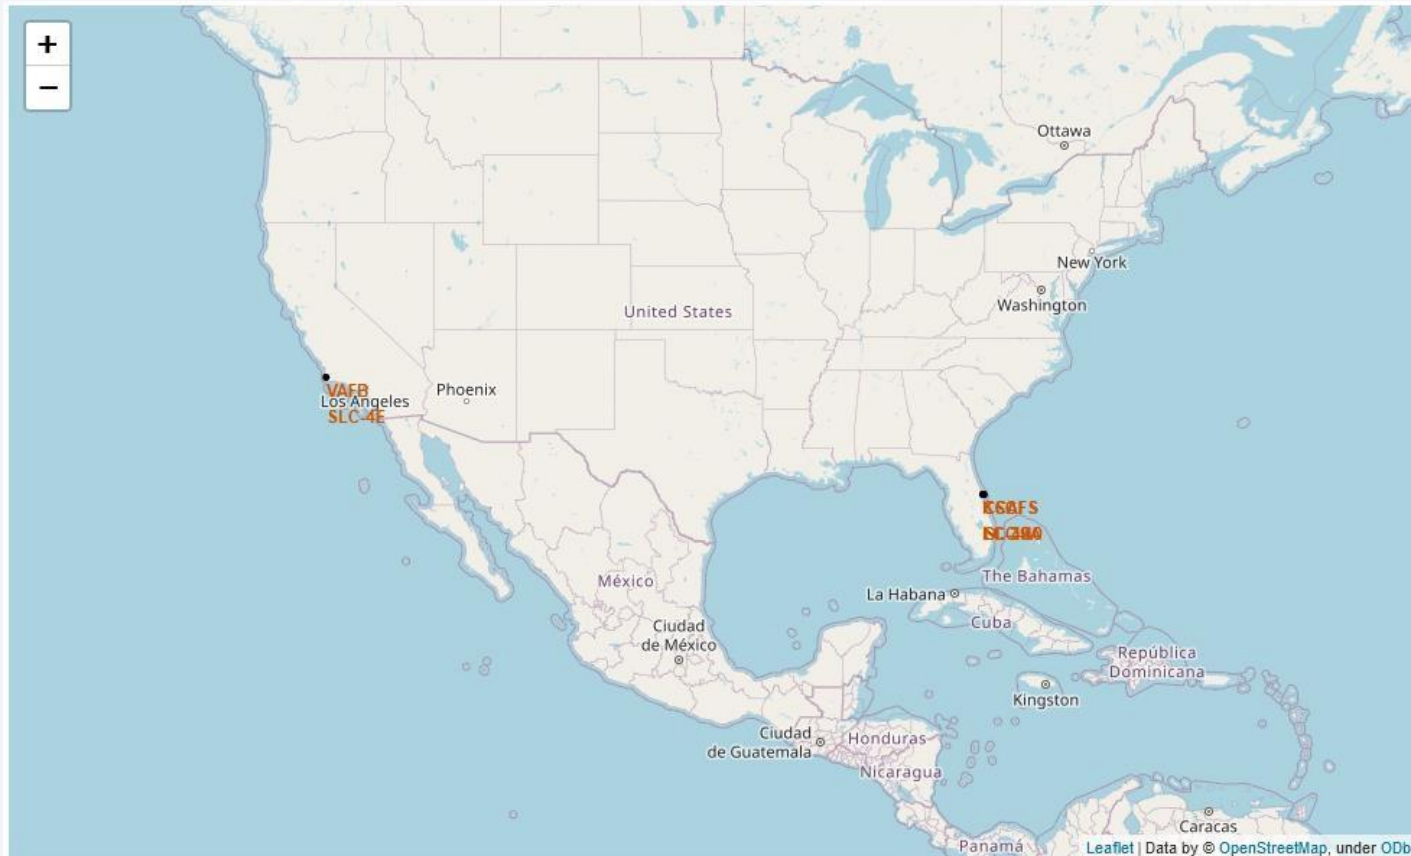 +
−
Ottawa
New York
Washington
United States
Phoenix
VAFB
Los Angeles
SLC-4E
The Bahamas
La Habana
Cuba
México
Ciudad
de México
República
Dominicana
Kingston
Ciudad
de Guatemala
Honduras
Nicaragua
Caracas
Panamá
Leaflet | Data by © OpenStreetMap, under ODb